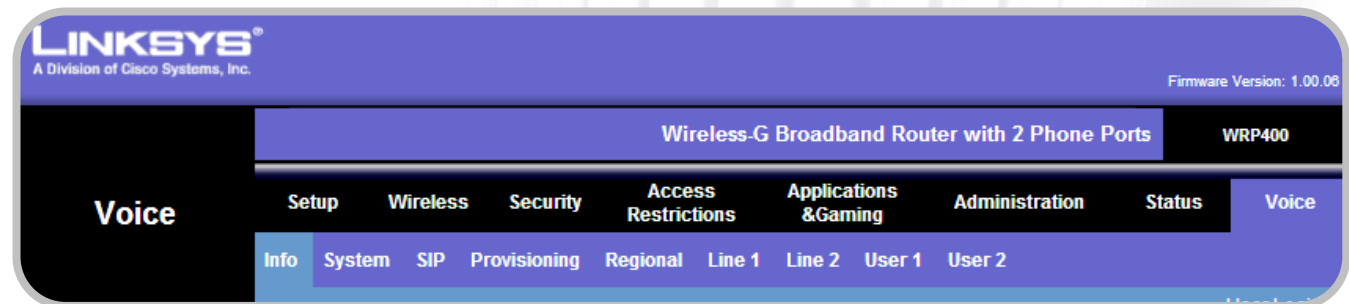 LINKSYS®
A Division of Cisco Systems, Inc.
Firmware Version: 1.00.06
Wireless-G Broadband Router with 2 Phone Ports WRP400
Voice
Setup Wireless Security Access Restrictions Applications &Gaming Administration Status Voice
Info System SIP Provisioning Regional Line 1 Line 2 User 1 User 2